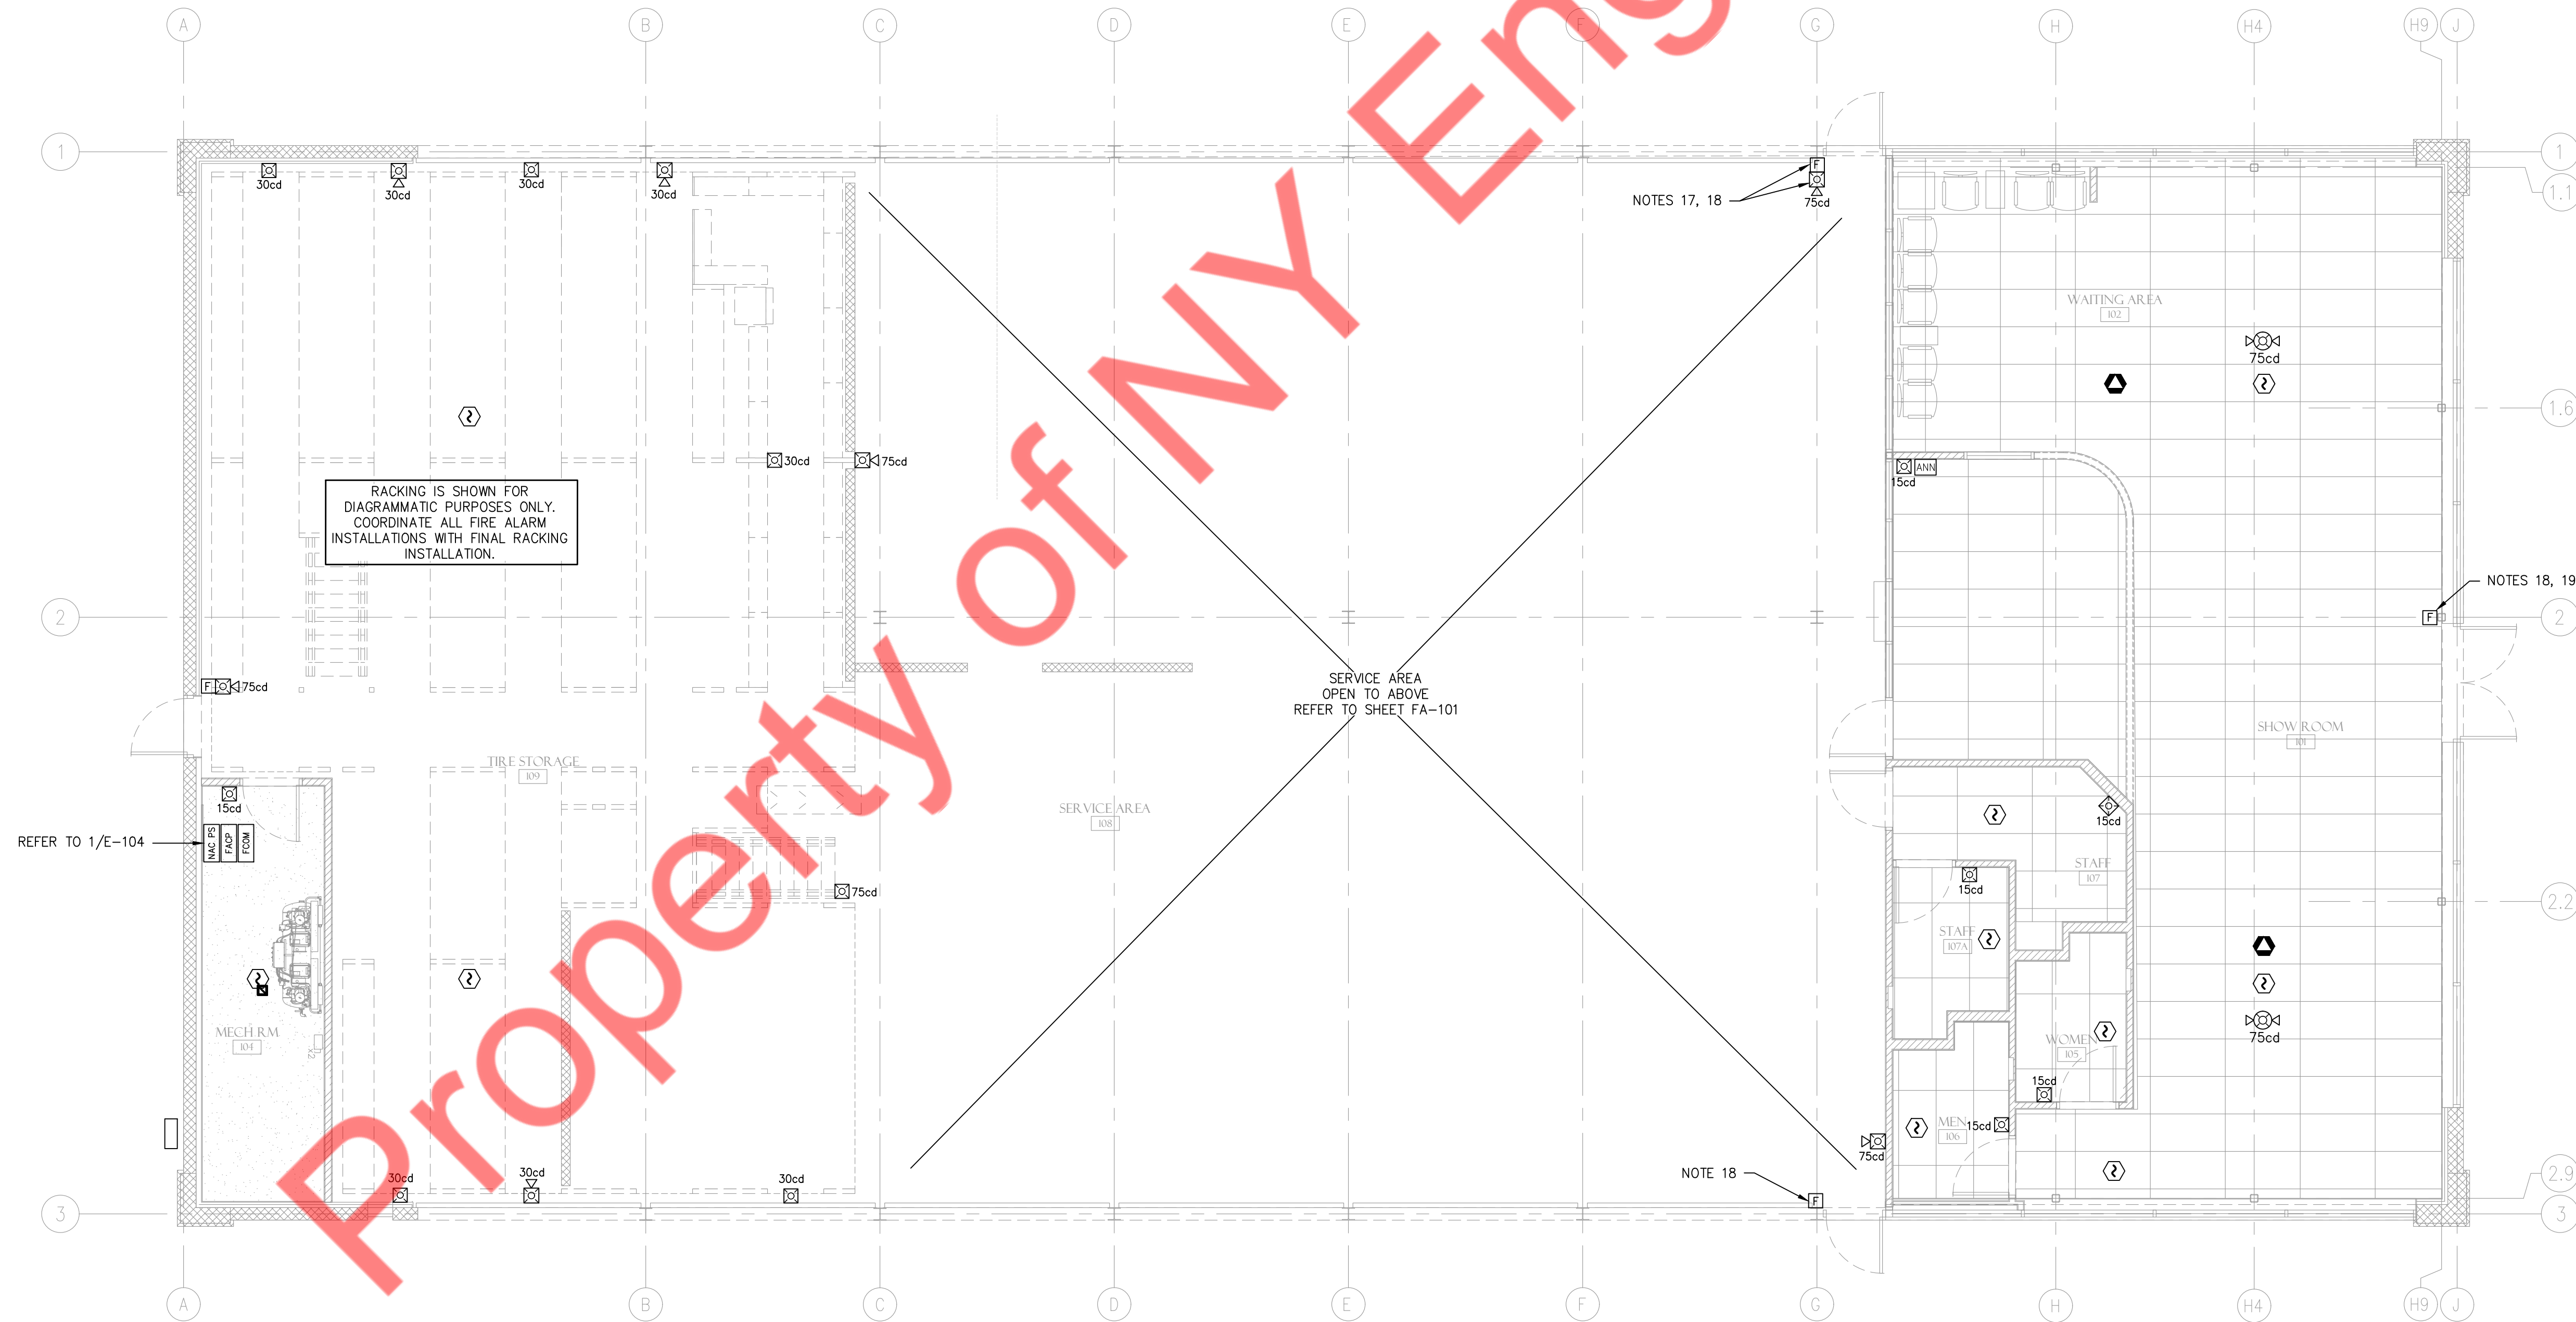 A B C D E F G H H4 H9 J
1 1
1.1
30cd 30cd 30cd 30cd
NOTES 17, 18
F
75cd
WAITING AREA
102
75cd
1.6
30cd 75cd
15cd ANN
RACKING IS SHOWN FOR
DIAGRAMMATIC PURPOSES ONLY.
COORDINATE ALL FIRE ALARM
INSTALLATIONS WITH FINAL RACKING
INSTALLATION.
NOTES 18, 19
2 F 2
F 75cd
SERVICE AREA
OPEN TO ABOVE
REFER TO SHEET FA-101
SHOW ROOM
101
TIRE STORAGE
109
15cd
SERVICE AREA
108
15cd
REFER TO 1/E-104
NAC PS
FACP
FCOM
STAFF
107
75cd
15cd
2.2
STAFF
107A
MECH RM.
104
x2
WOMEN
105
75cd
15cd
MEN
106
15cd
75cd
30cd 30cd 30cd
NOTE 18
F
2.9
3 3
A B C D E F G H H4 H9 J
Property of NY Eng